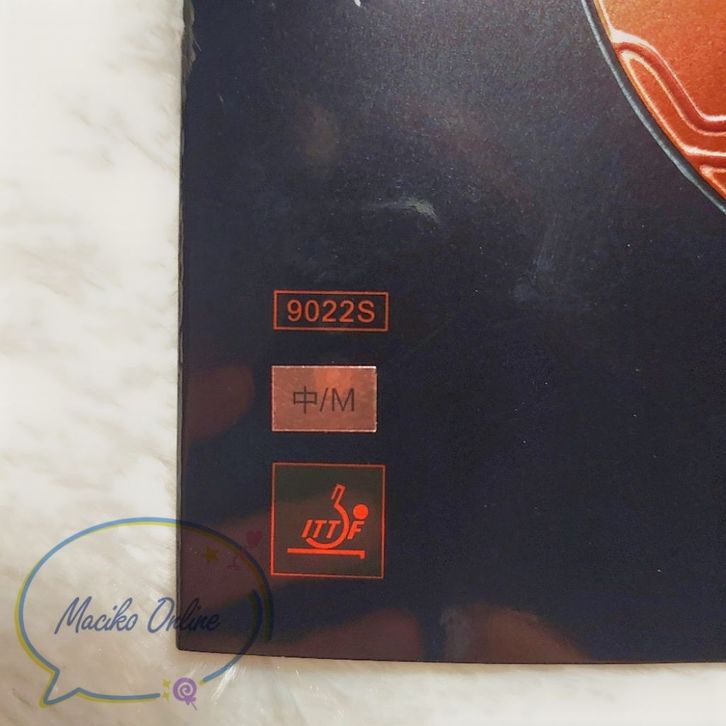 9022S
中/M
ITTF
Maciko Online